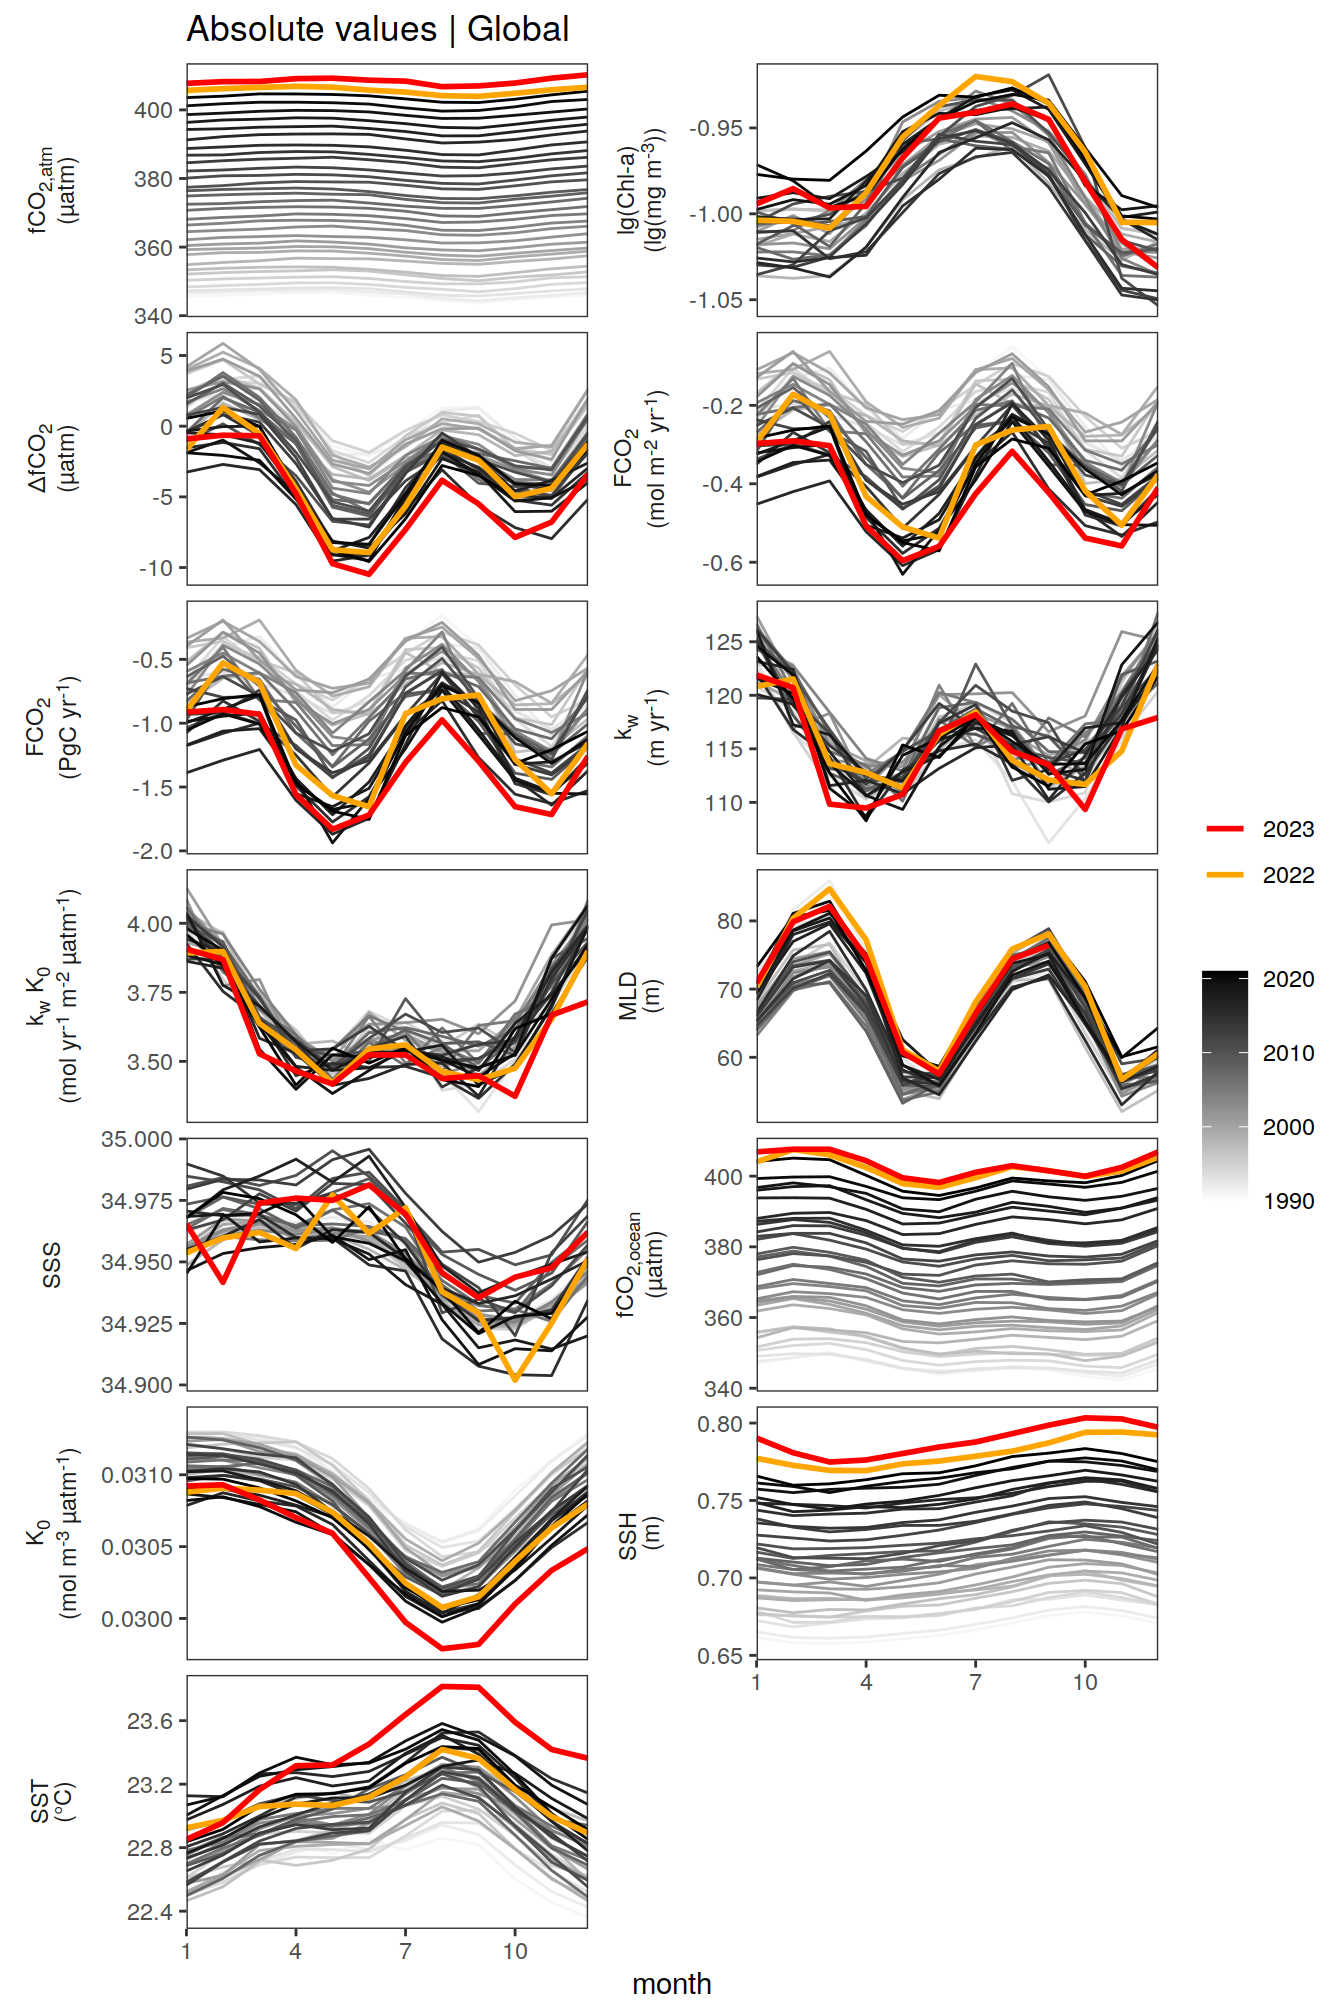 Absolute values | Global
fCO2,atm
(µatm)
400
380
360
340
lg(Chl-a)
(lg(mg m-3))
-0.95
-1.00
-1.05
ΔfCO2
(µatm)
5
0
-5
-10
FCO2
(mol m-2 yr-1)
-0.2
-0.4
-0.6
FCO2
(PgC yr-1)
-0.5
-1.0
-1.5
-2.0
kw
(m yr-1)
125
120
115
110
kw K0
(mol yr-1 m-2 µatm-1)
4.00
3.75
3.50
MLD
(m)
80
70
60
SSS
35.000
34.975
34.950
34.925
34.900
fCO2,ocean
(µatm)
400
380
360
340
K0
(mol m-3 µatm-1)
0.0310
0.0305
0.0300
SSH
(m)
0.80
0.75
0.70
0.65
1 4 7 10
SST
(°C)
23.6
23.2
22.8
22.4
1 4 7 10
month
2023
2022
2020
2010
2000
1990